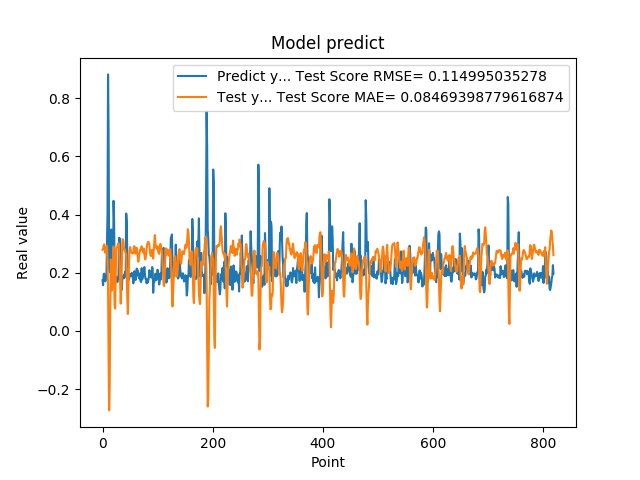 Model predict
Predict y... Test Score RMSE= 0.114995035278
Test y... Test Score MAE= 0.08469398779616874
Real value
0.8
0.6
0.4
0.2
0.0
−0.2
0 200 400 600 800
Point